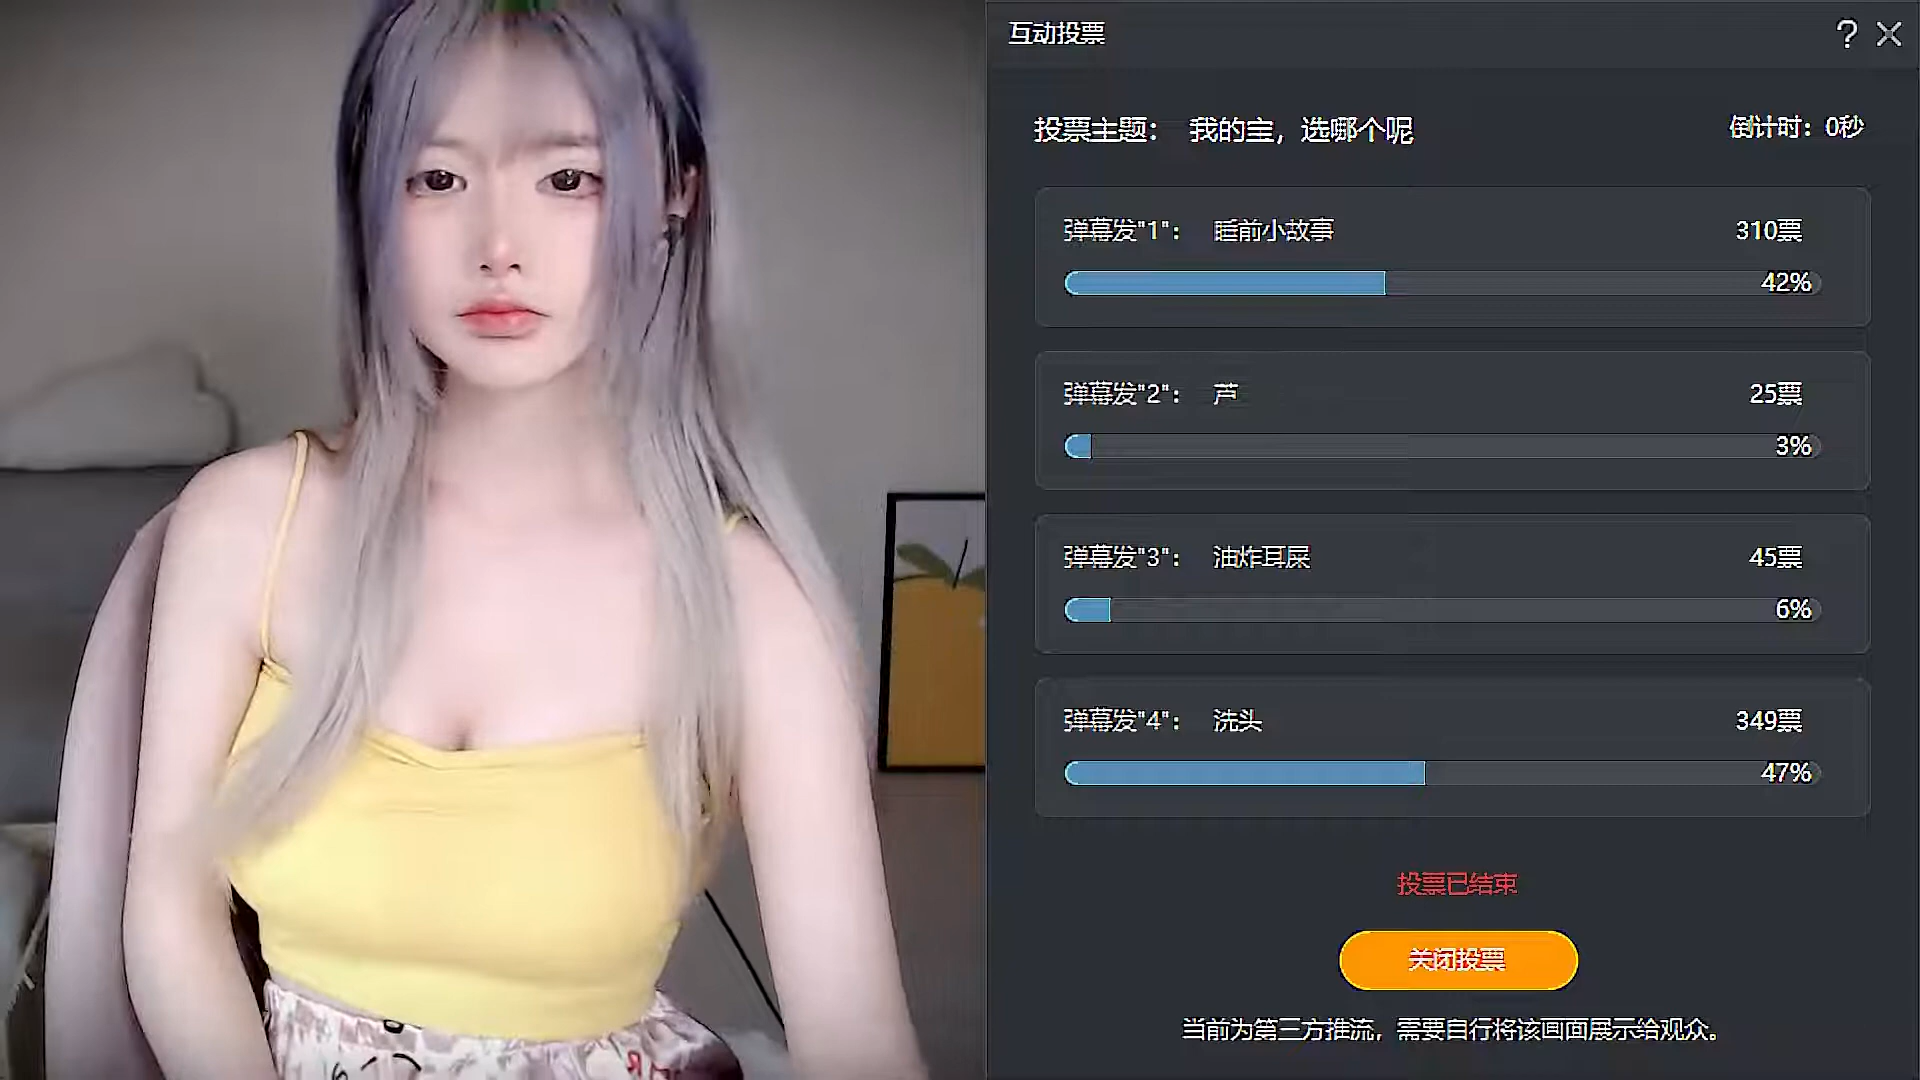 互动投票
投票主题： 我的宝，选哪个呢
倒计时：0秒
弹幕发"1"： 睡前小故事 310票
42%
弹幕发"2"： 芦 25票
3%
弹幕发"3"： 油炸耳屎 45票
6%
弹幕发"4"： 洗头 349票
47%
投票已结束
关闭投票
当前为第三方推流，需要自行将该画面展示给观众。